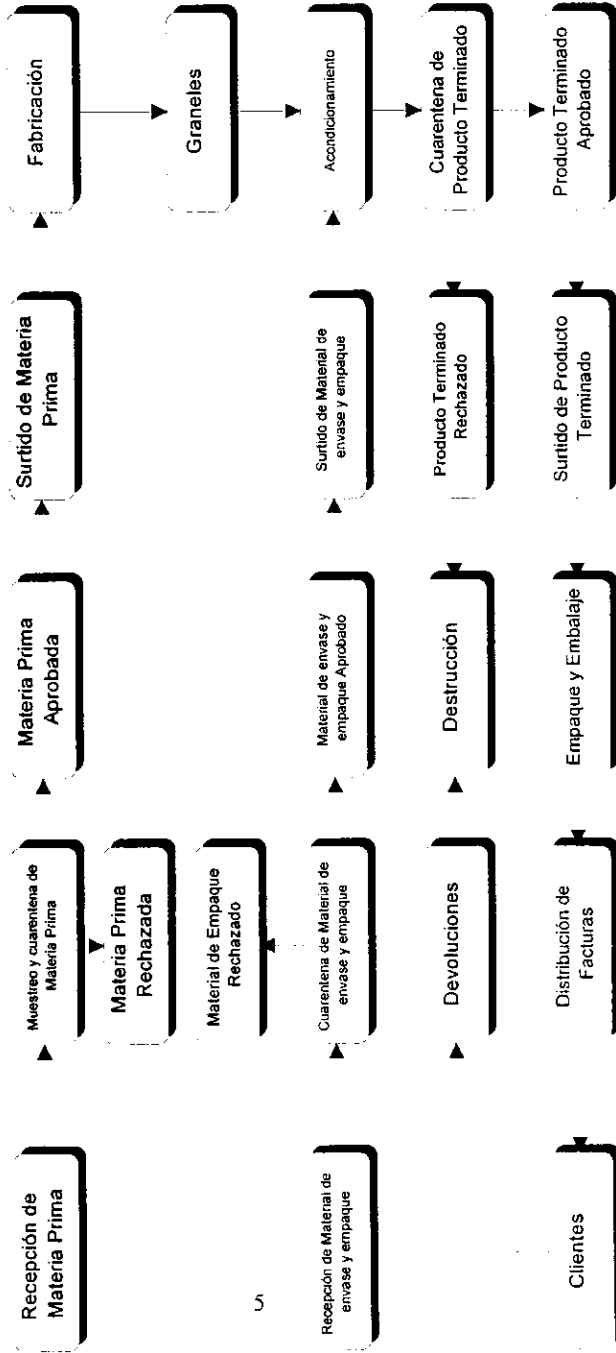 Recepción de
Materia Prima
Muestreo y cuarentena de
Materia Prima
Materia Prima
Aprobada
Surtido de Materia
Prima
Fabricación
Materia Prima
Rechazada
Graneles
Material de Empaque
Rechazado
Recepción de Material de
envase y empaque
Cuarentena de Material de
envase y empaque
Material de envase y
empaque Aprobado
Surtido de Material de
envase y empaque
Acondicionamiento
Devoluciones
Destrucción
Producto Terminado
Rechazado
Cuarentena de
Producto Terminado
Clientes
Distribución de
Facturas
Empaque y Embalaje
Surtido de Producto
Terminado
Producto Terminado
Aprobado
5